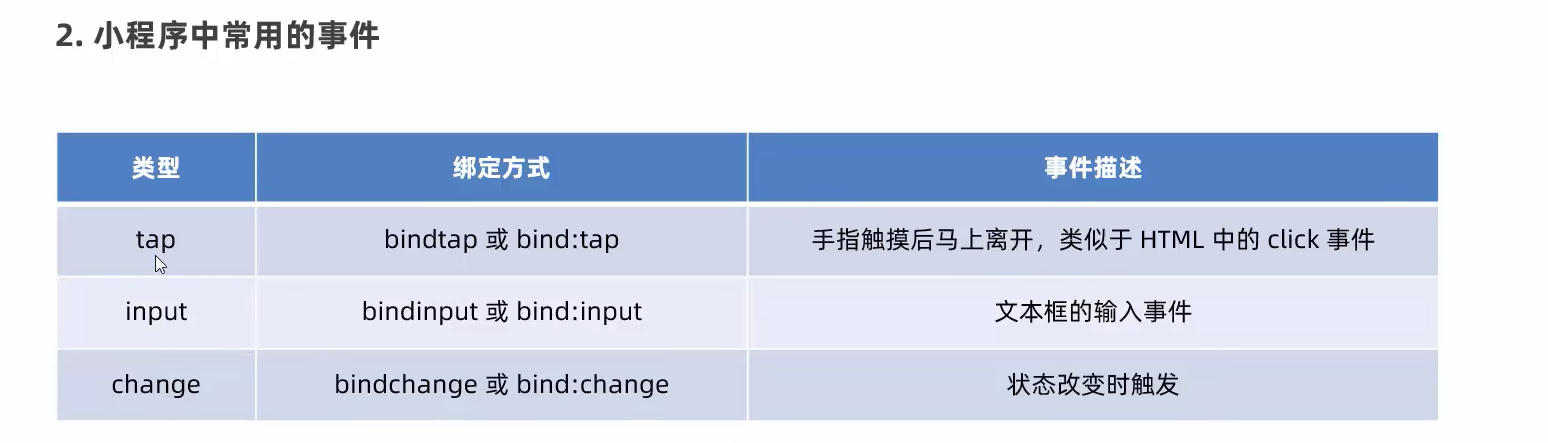 2. 小程序中常用的事件
类型 绑定方式 事件描述
tap bindtap 或 bind:tap 手指触摸后马上离开，类似于 HTML 中的 click 事件
input bindinput 或 bind:input 文本框的输入事件
change bindchange 或 bind:change 状态改变时触发